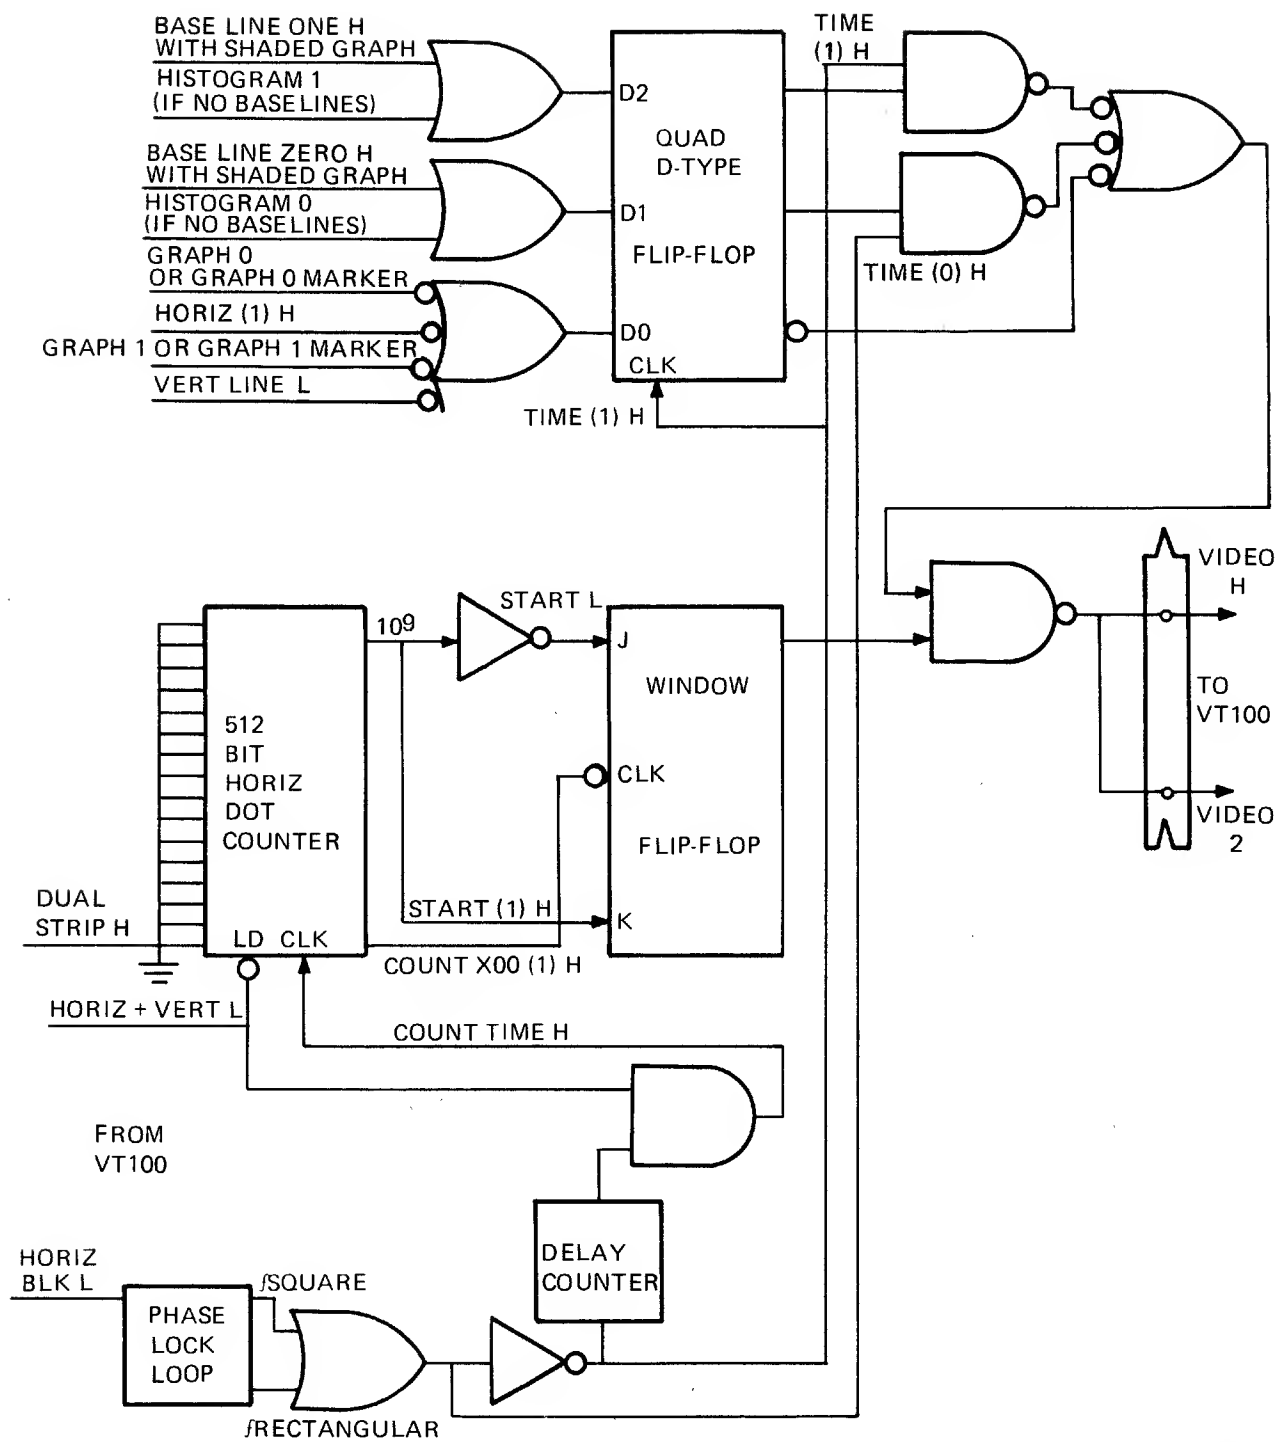 BASE LINE ONE H
WITH SHADED GRAPH
HISTOGRAM 1
(IF NO BASELINES)
BASE LINE ZERO H
WITH SHADED GRAPH
HISTOGRAM 0
(IF NO BASELINES)
GRAPH 0
OR GRAPH 0 MARKER
HORIZ (1) H
GRAPH 1 OR GRAPH 1 MARKER
VERT LINE L
D2
QUAD
D-TYPE
D1
FLIP-FLOP
D0
CLK
TIME (1) H
TIME
(1) H
TIME (0) H
512
BIT
HORIZ
DOT
COUNTER
LD CLK
10⁹
START L
J
WINDOW
CLK
FLIP-FLOP
K
START (1) H
COUNT X00 (1) H
VIDEO
H
TO
VT100
VIDEO
2
DUAL
STRIP H
HORIZ + VERT L
COUNT TIME H
FROM
VT100
DELAY
COUNTER
HORIZ
BLK L
PHASE
LOCK
LOOP
fSQUARE
fRECTANGULAR